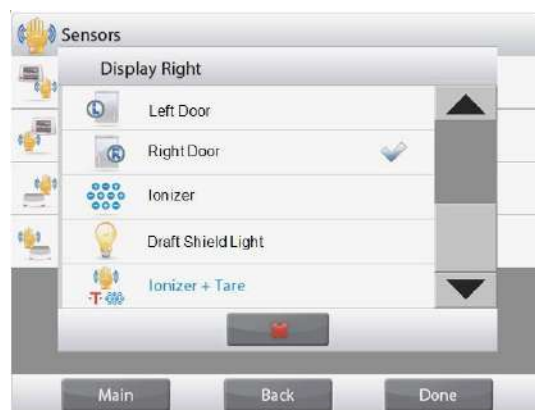 Sensors
Display Right
L Left Door
R Right Door
Ionizer
Draft Shield Light
-T- Ionizer + Tare
Main Back Done